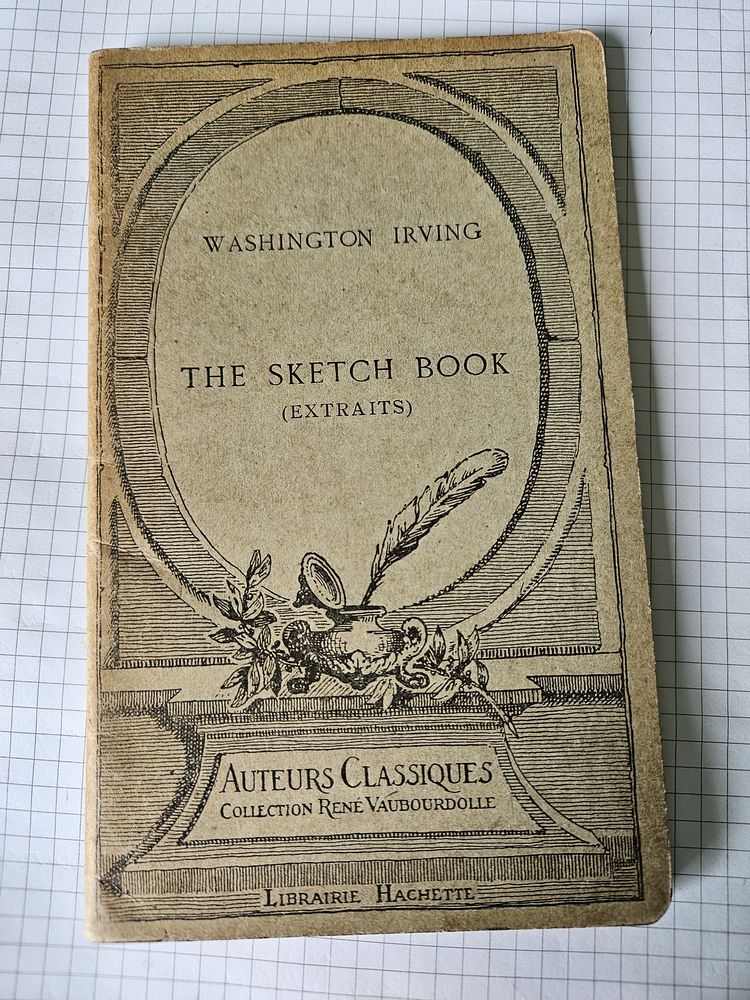 WASHINGTON IRVING
THE SKETCH BOOK
(EXTRAITS)
AUTEURS CLASSIQUES
COLLECTION RENÉ VAUBOURDOLLE
LIBRAIRIE HACHETTE